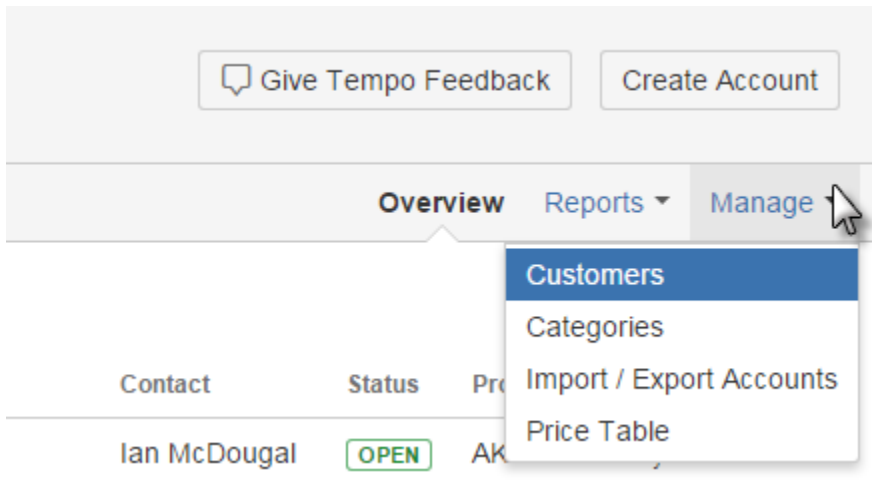 Give Tempo Feedback Create Account
Overview Reports Manage
Customers
Categories
Import / Export Accounts
Price Table
Contact Status
Ian McDougal OPEN